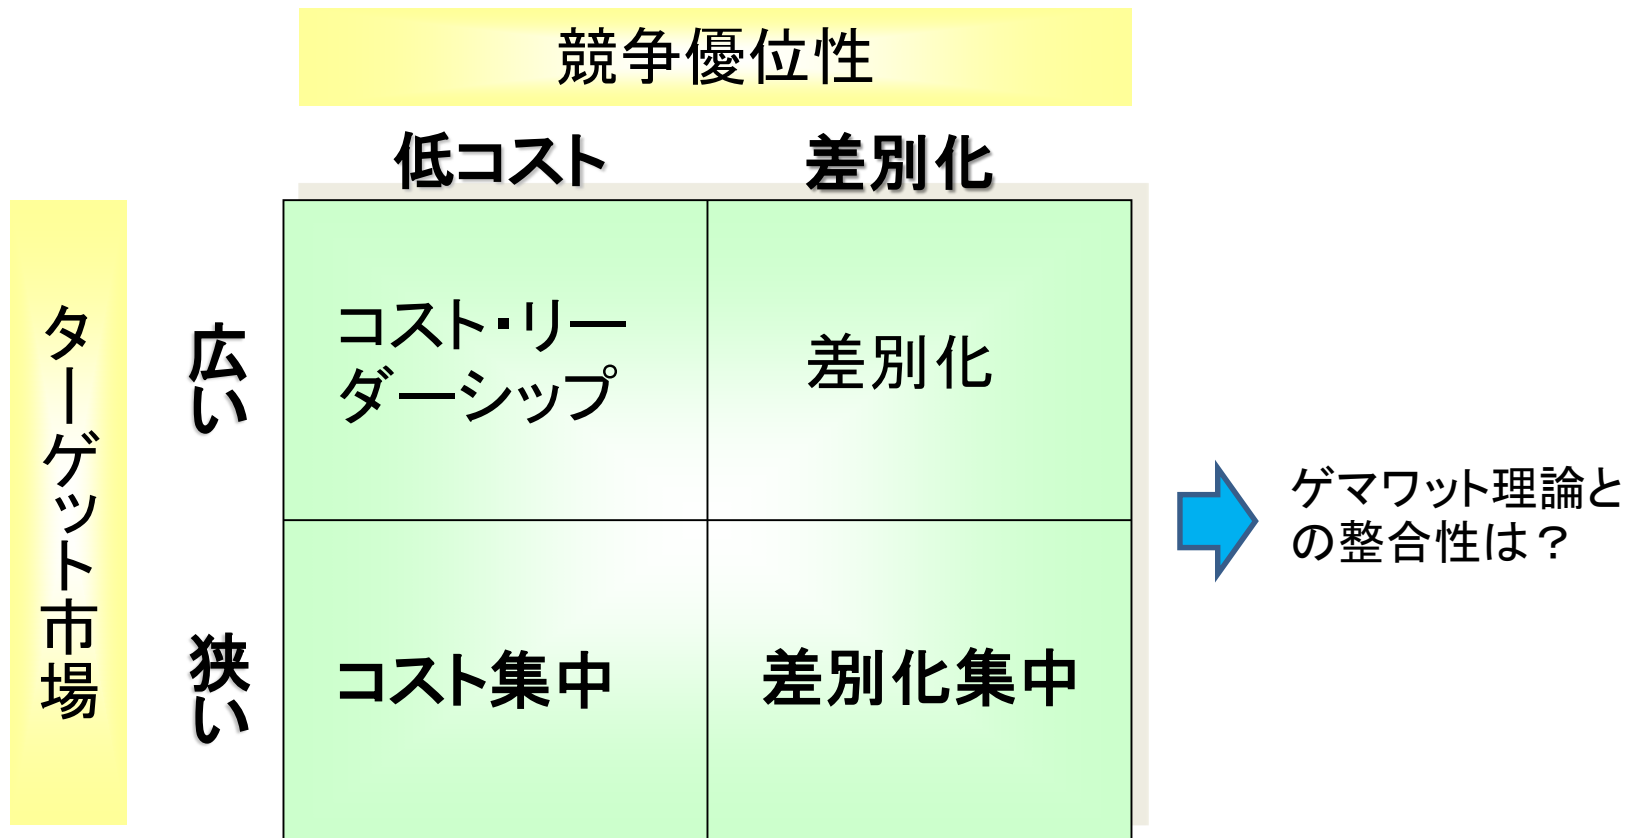 競争優位性
低コスト
差別化
ターゲット市場
広い
コスト・リー
ダーシップ
差別化
狭い
コスト集中
差別化集中
ゲマワット理論と
の整合性は？